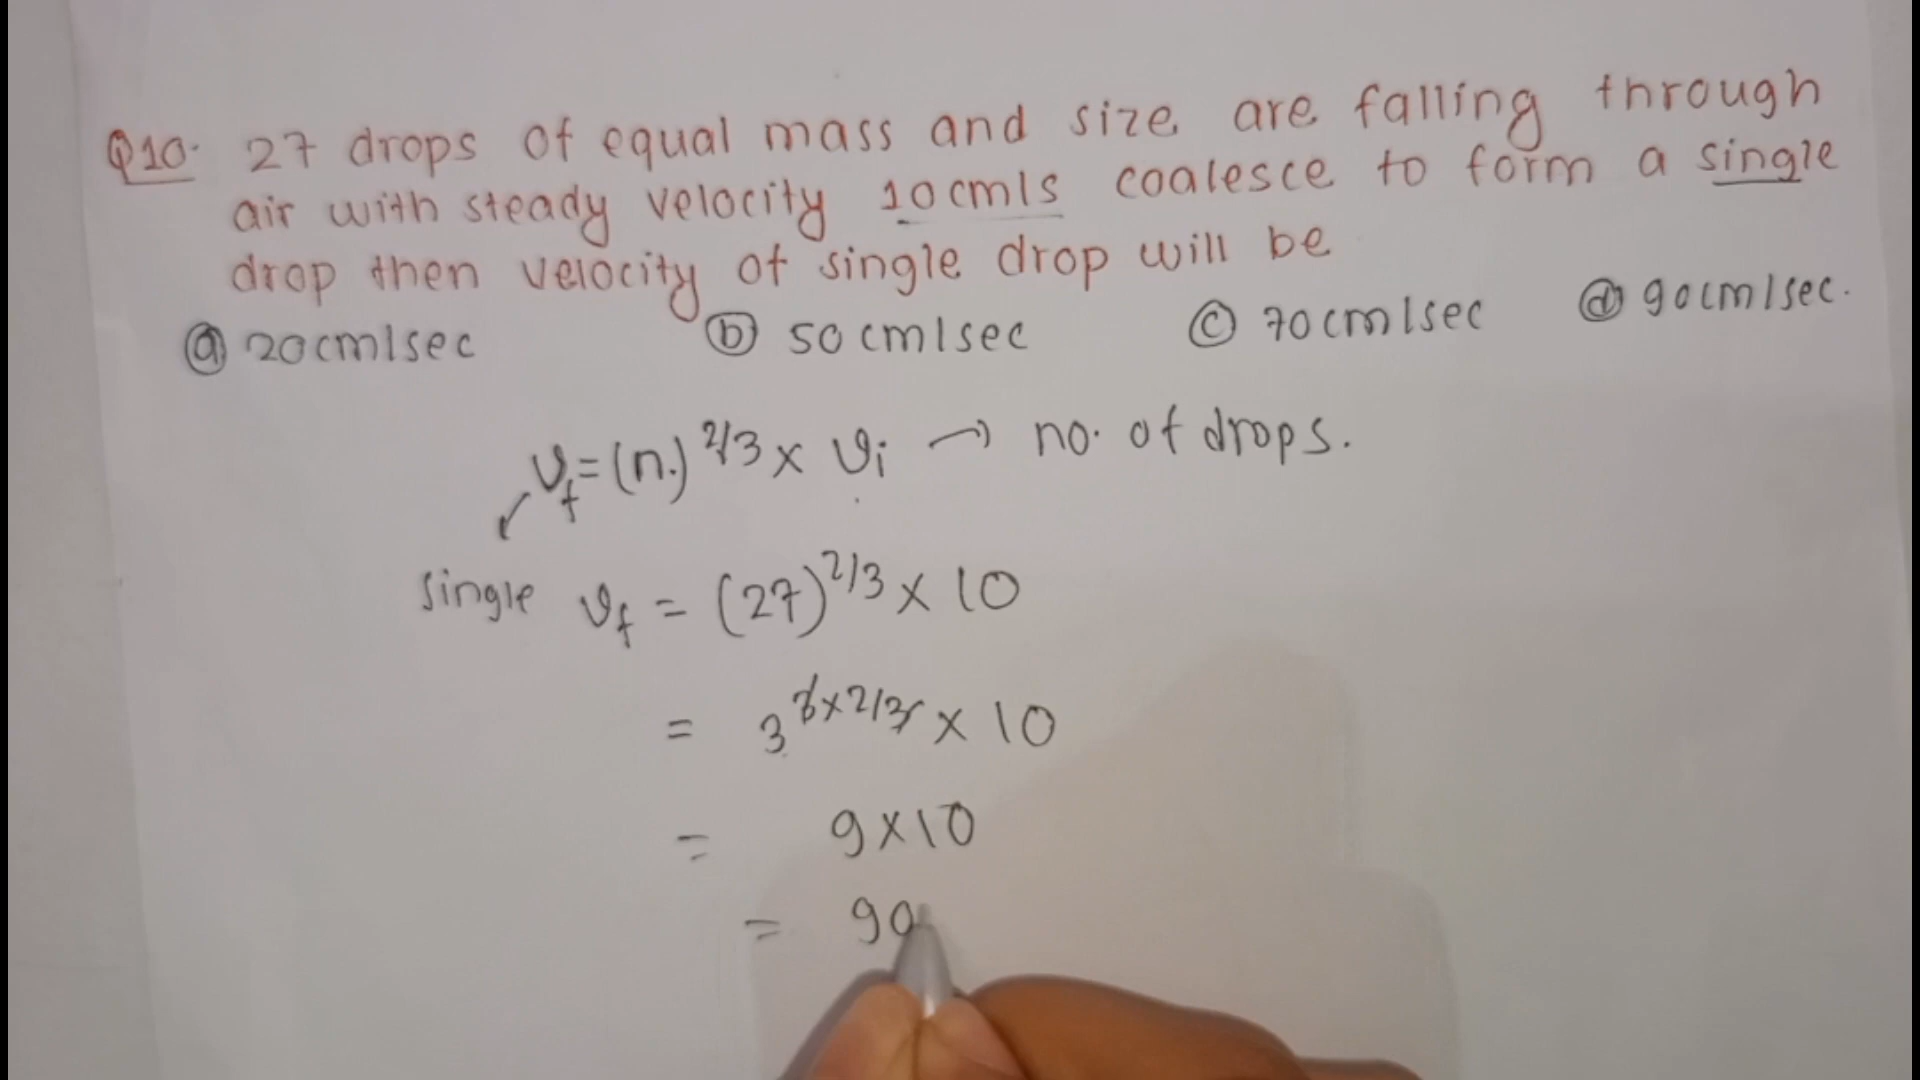 Q10. 27 drops of equal mass and size are falling through
air with steady velocity 10cm/s coalesce to form a single
drop then velocity of single drop will be
(a) 20cm/sec (b) 50 cm/sec (c) 70cm/sec (d) 90cm/sec.
v_f = (n.)^2/3 × v_i → no. of drops.
single v_f = (27)^2/3 × 10
= 3^3×2/3 × 10
= 9×10
= 90